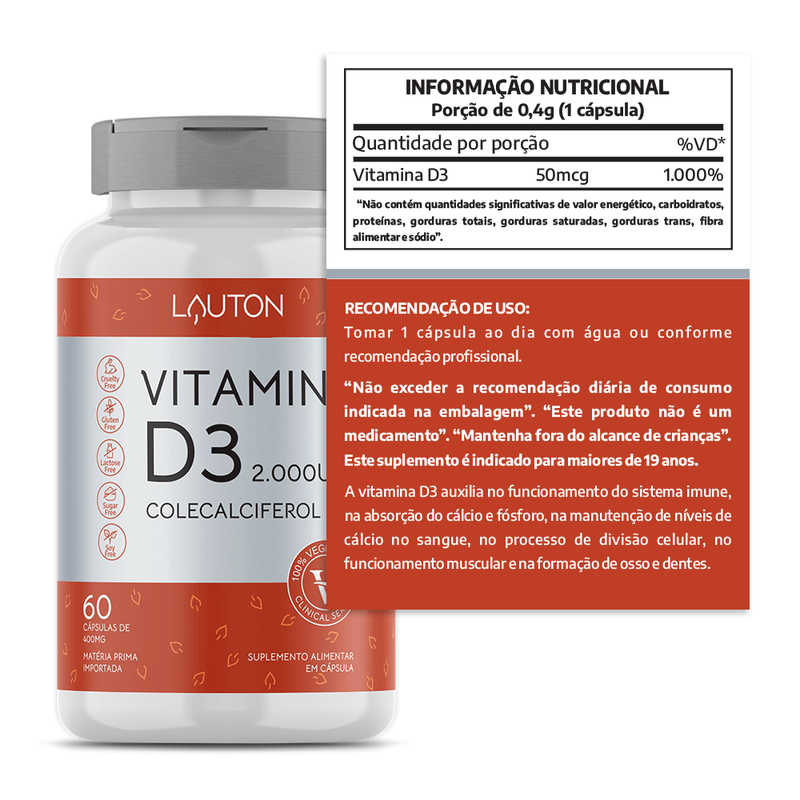 LAUTON
Cruelty
Free
Gluten
Free
Lactose
Free
Sugar
Free
Soy
Free
VITAMIN
D3 2.000U
COLECALCIFEROL
100% VEG
CLINICAL SER
60
CÁPSULAS DE
400MG
MATÉRIA PRIMA
IMPORTADA
SUPLEMENTO ALIMENTAR
EM CÁPSULA
INFORMAÇÃO NUTRICIONAL
Porção de 0,4g (1 cápsula)
Quantidade por porção %VD*
Vitamina D3 50mcg 1.000%
“Não contém quantidades significativas de valor energético, carboidratos,
proteínas, gorduras totais, gorduras saturadas, gorduras trans, fibra
alimentar e sódio”.
RECOMENDAÇÃO DE USO:
Tomar 1 cápsula ao dia com água ou conforme
recomendação profissional.
“Não exceder a recomendação diária de consumo
indicada na embalagem”. “Este produto não é um
medicamento”. “Mantenha fora do alcance de crianças”.
Este suplemento é indicado para maiores de 19 anos.
A vitamina D3 auxilia no funcionamento do sistema imune,
na absorção do cálcio e fósforo, na manutenção de níveis de
cálcio no sangue, no processo de divisão celular, no
funcionamento muscular e na formação de osso e dentes.